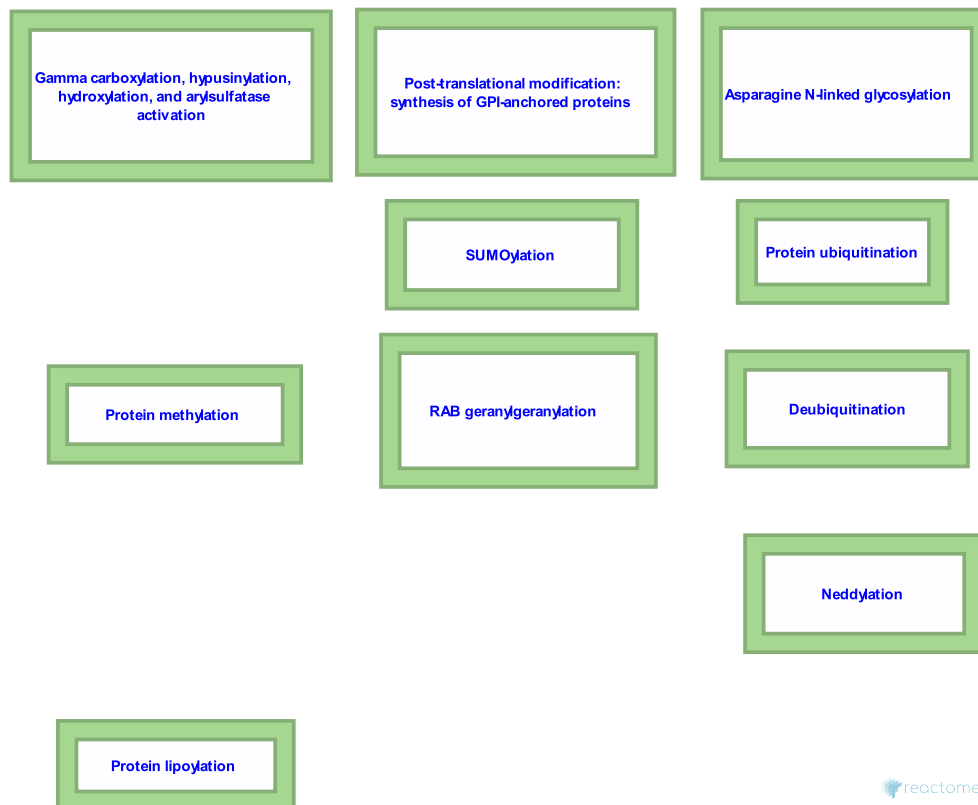 Gamma carboxylation, hypusinylation,
hydroxylation, and arylsulfatase
activation
Post-translational modification:
synthesis of GPI-anchored proteins
Asparagine N-linked glycosylation
SUMOylation
Protein ubiquitination
Protein methylation
RAB geranylgeranylation
Deubiquitination
Neddylation
Protein lipoylation
reactome